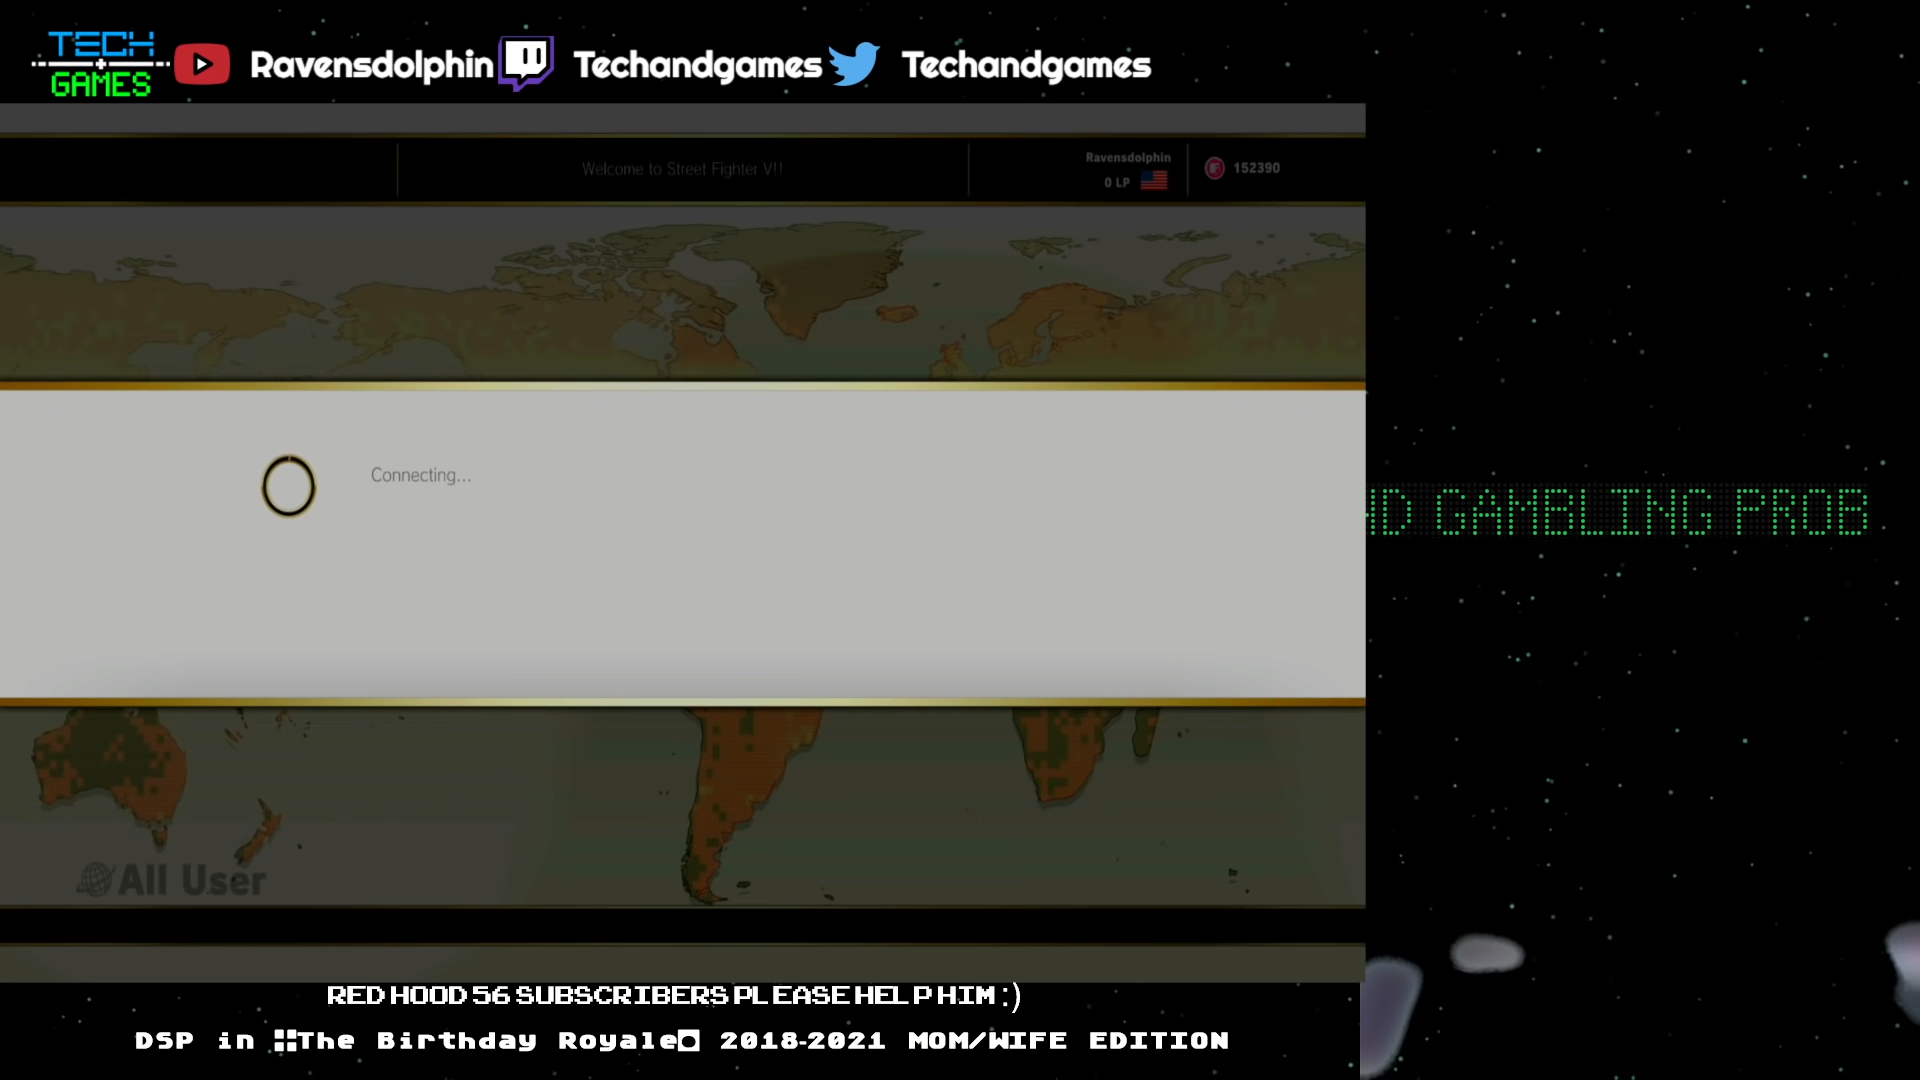 TECH
GAMES
Ravensdolphin
Techandgames
Techandgames
Welcome to Street Fighter V!!
Ravensdolphin
0 LP
152390
Connecting...
GAMBLING PROB
All User
RED HOOD 56 SUBSCRIBERS PLEASE HELP HIM :)
DSP in The Birthday Royale 2018-2021 MOM/WIFE EDITION